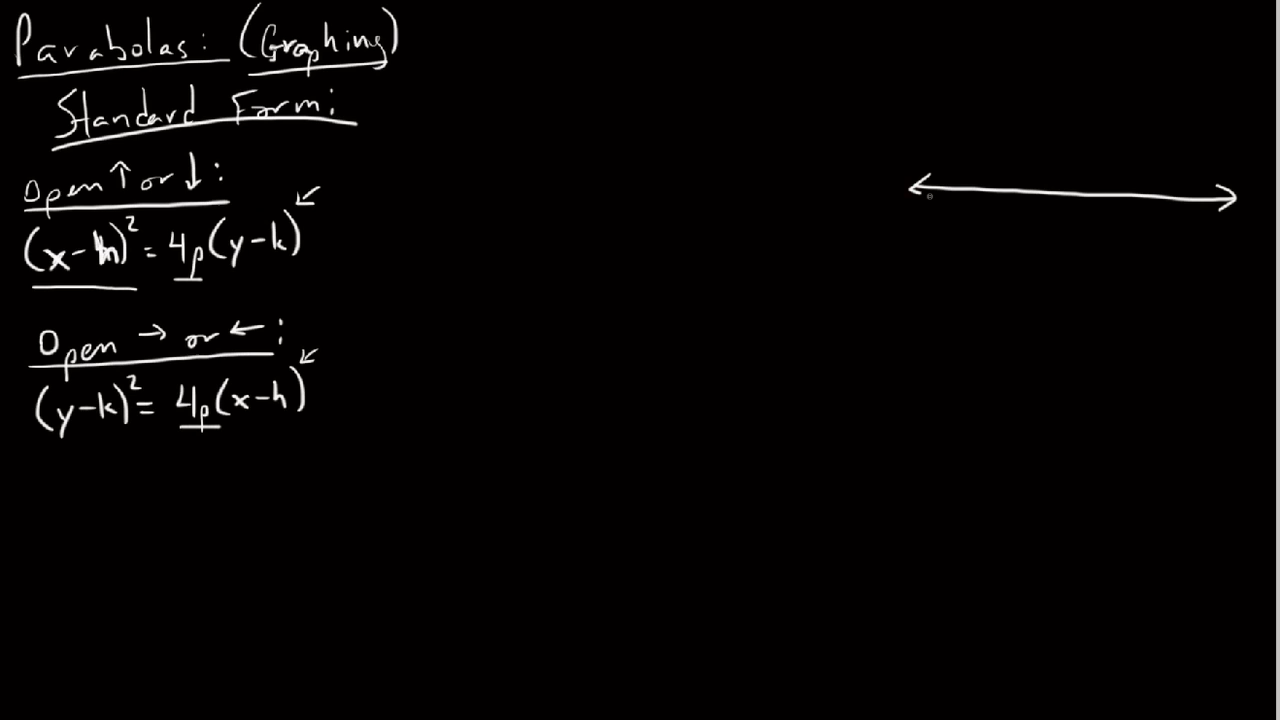 Parabolas: (Graphing)
Standard Form:
Open ↑ or ↓:
(x-h)² = 4p(y-k)
Open → or ←:
(y-k)² = 4p(x-h)